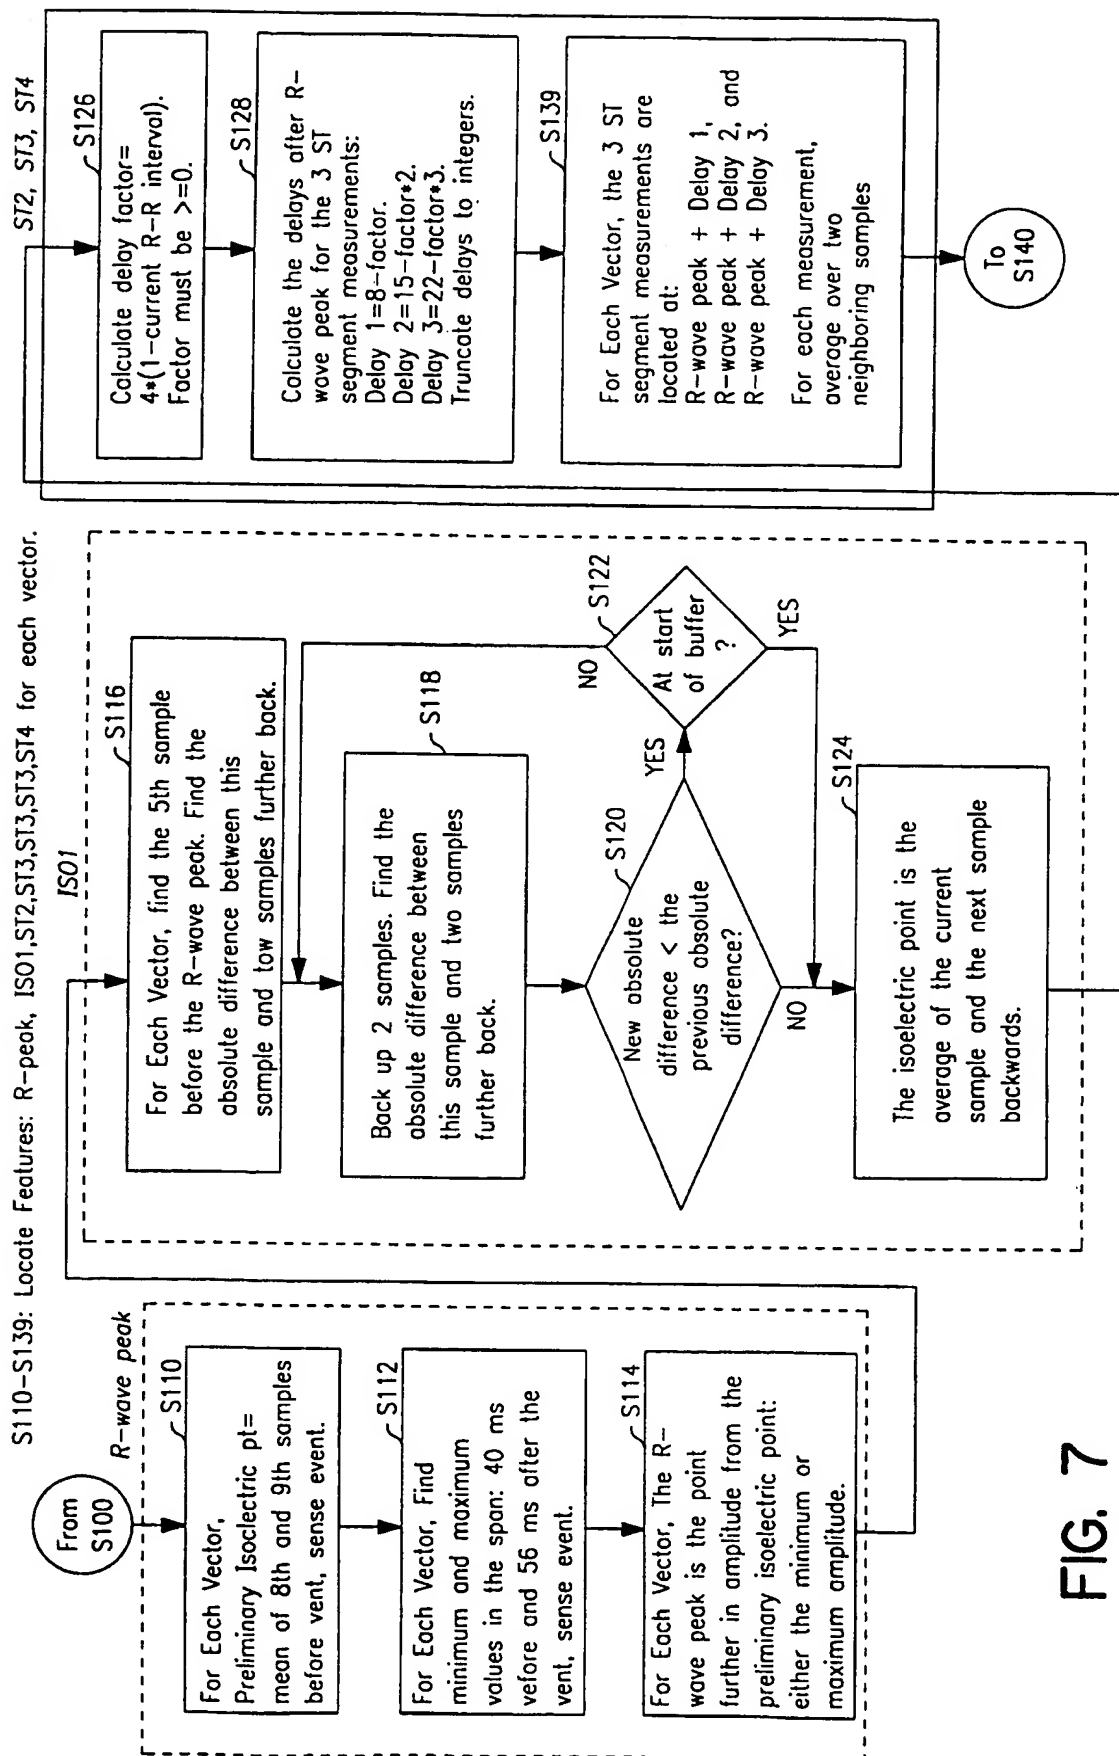 S110-S139: Locate Features: R-peak, ISO1,ST2,ST3,ST3,ST4 for each vector.
From
S100
R-wave peak
S110
For Each Vector,
Preliminary Isoclectric pt=
mean of 8th and 9th samples
before vent, sense event.
S112
For Each Vector, Find
minimum and maximum
values in the span: 40 ms
vefore and 56 ms after the
vent, sense event.
S114
For Each Vector, The R-
wave peak is the point
further in amplitude from the
preliminary isoelectric point:
either the minimum or
maximum amplitude.
ISO1
S116
For Each Vector, find the 5th sample
before the R-wave peak. Find the
absolute difference between this
sample and tow samples further back.
S118
Back up 2 samples. Find the
absolute difference between
this sample and two samples
further back.
S120
New absolute
difference < the
previous absolute
difference?
YES
NO
S122
At start
of buffer
?
NO
YES
S124
The isoelectric point is the
average of the current
sample and the next sample
backwards.
ST2, ST3, ST4
S126
Calculate delay factor=
4*(1-current R-R interval).
Factor must be >=0.
S128
Calculate the delays after R-
wave peak for the 3 ST
segment measurements:
Delay 1=8-factor.
Delay 2=15-factor*2.
Delay 3=22-factor*3.
Truncate delays to integers.
S139
For Each Vector, the 3 ST
segment measurements are
located at:
R-wave peak + Delay 1,
R-wave peak + Delay 2, and
R-wave peak + Delay 3.
For each measurement,
average over two
neighboring samples
To
S140
FIG. 7